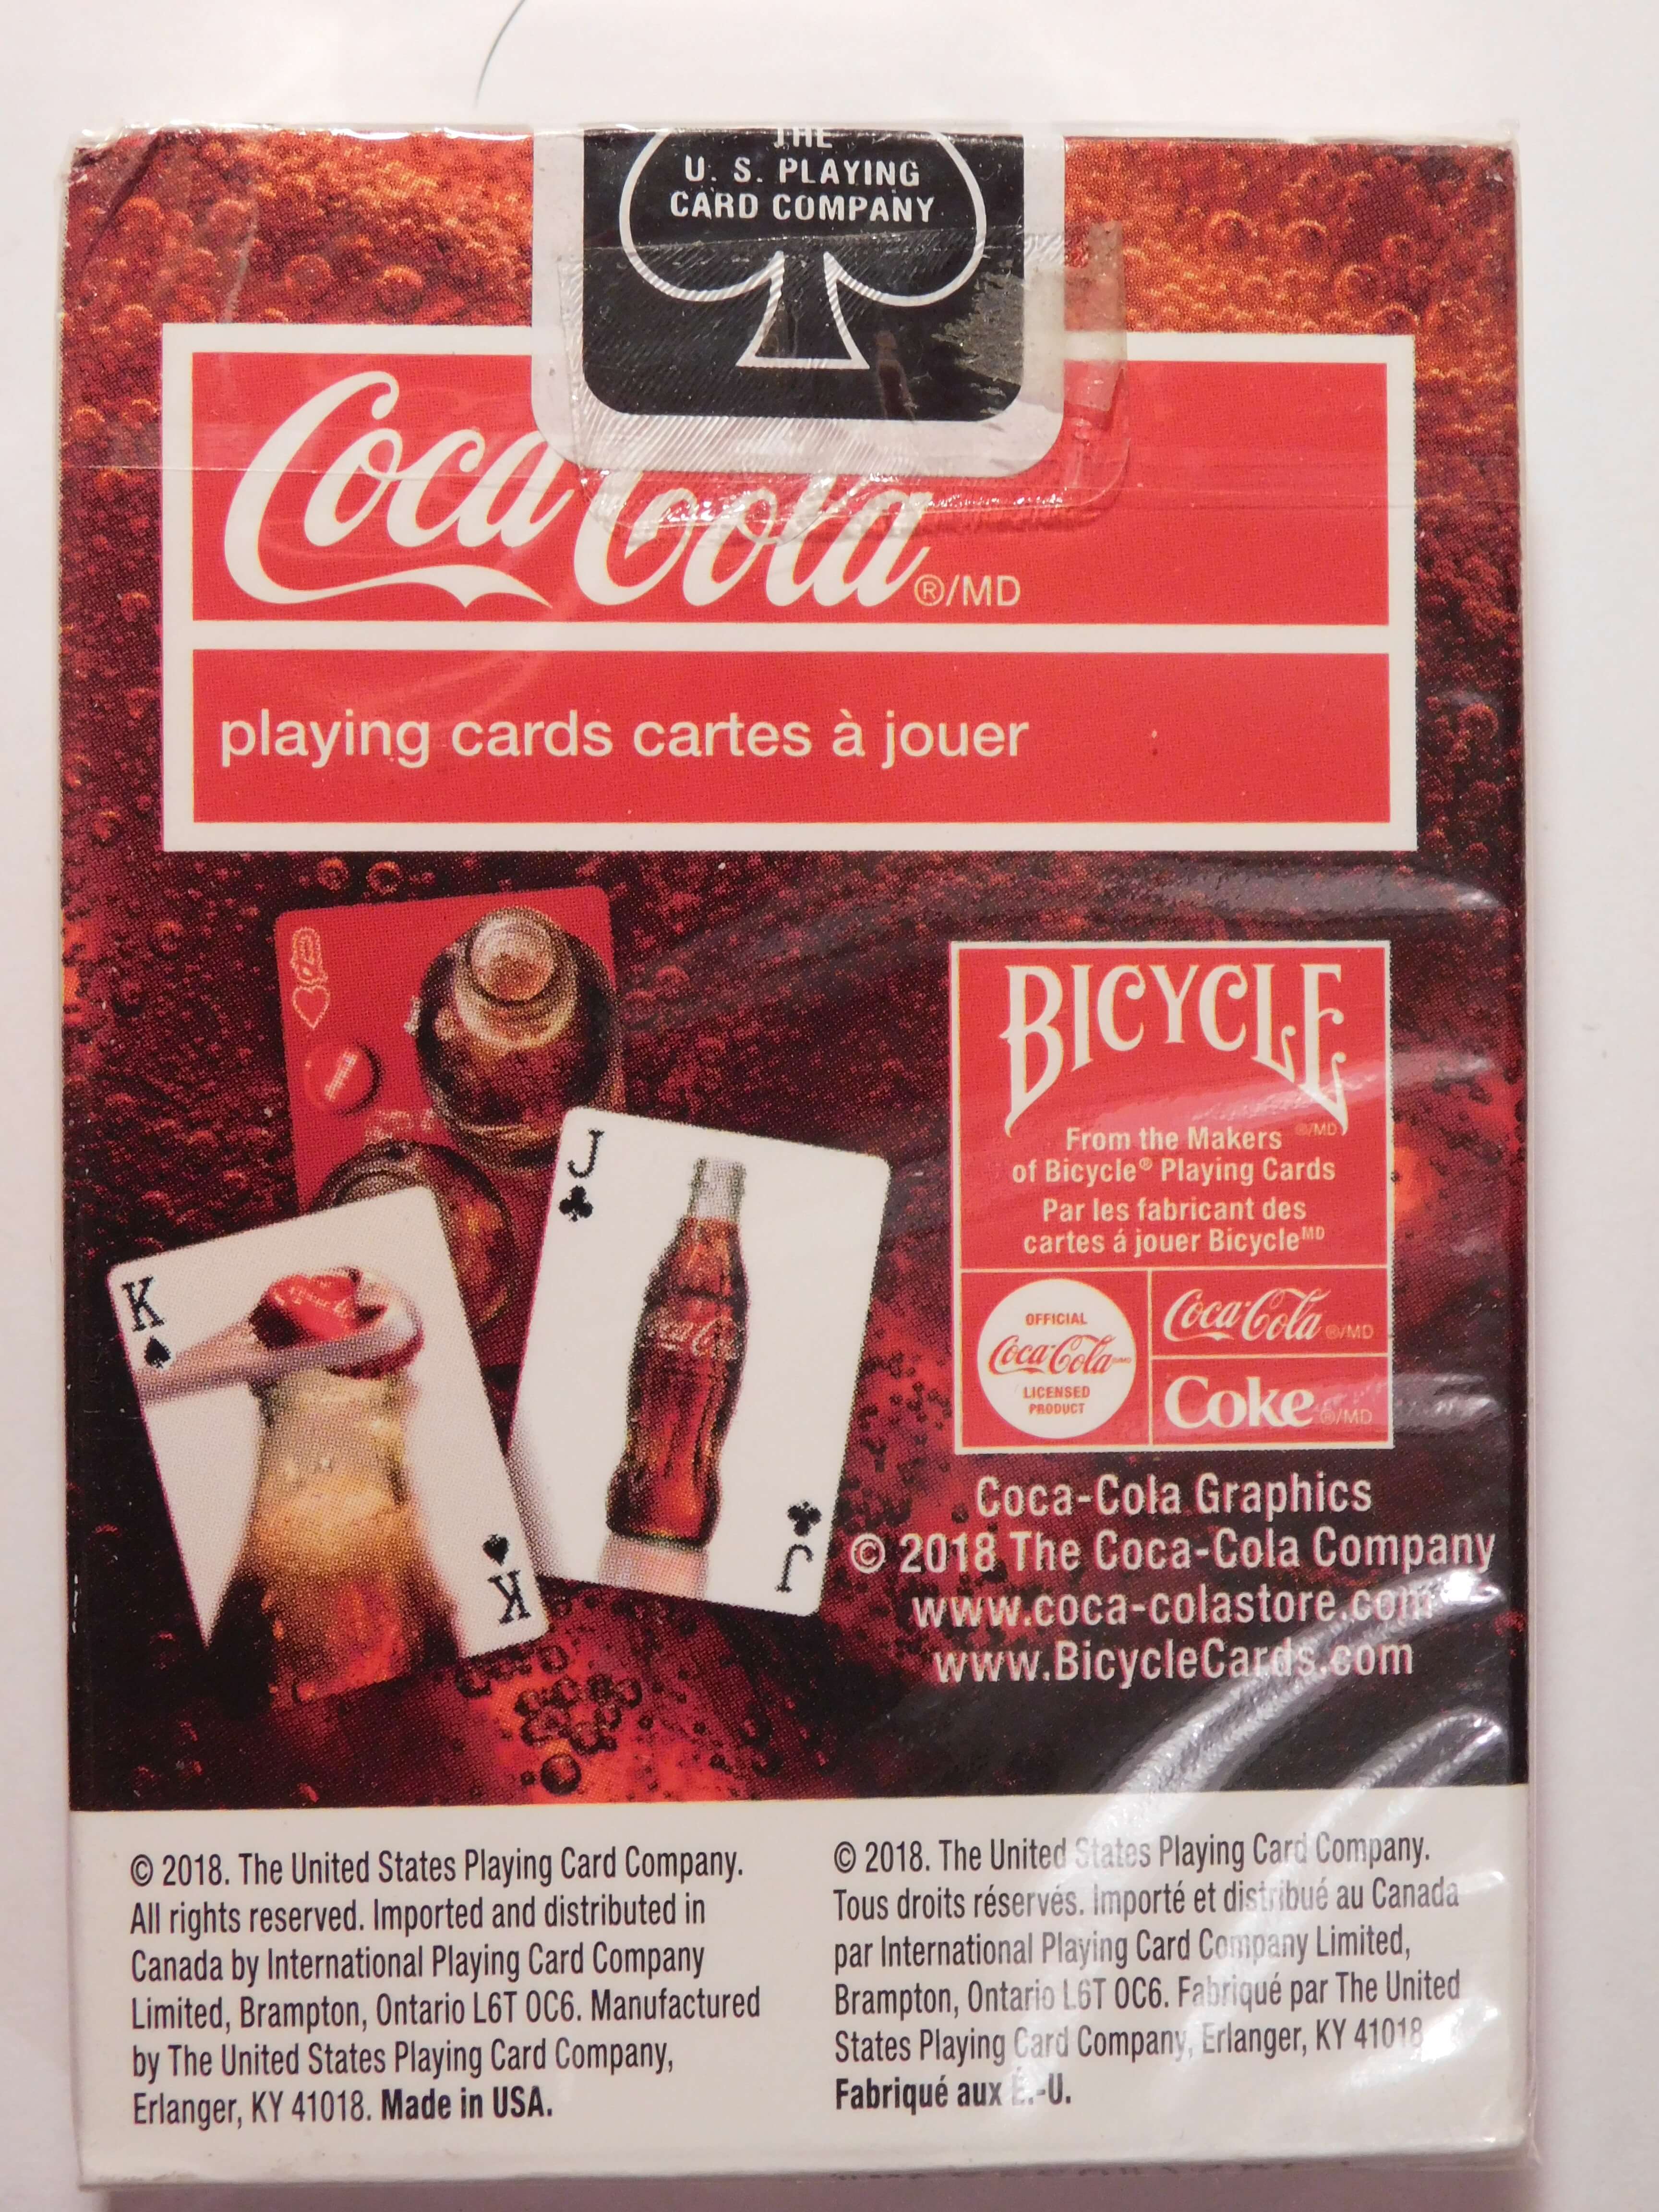 THE
U. S. PLAYING
CARD COMPANY
Coca-Cola ®/MD
playing cards cartes à jouer
BICYCLE ®/MD
From the Makers
of Bicycle® Playing Cards
Par les fabricant des
cartes á jouer Bicycle MD
OFFICIAL
Coca-Cola
LICENSED
PRODUCT
Coca-Cola ®/MD
Coke ®/MD
Q
J
K
Coca-Cola
J
K
Coca-Cola Graphics
© 2018 The Coca-Cola Company
www.coca-colastore.com
www.BicycleCards.com
© 2018. The United States Playing Card Company.
All rights reserved. Imported and distributed in
Canada by International Playing Card Company
Limited, Brampton, Ontario L6T 0C6. Manufactured
by The United States Playing Card Company,
Erlanger, KY 41018. Made in USA.
© 2018. The United States Playing Card Company.
Tous droits réservés. Importé et distribué au Canada
par International Playing Card Company Limited,
Brampton, Ontario L6T 0C6. Fabriqué par The United
States Playing Card Company, Erlanger, KY 41018
Fabriqué aux É.-U.